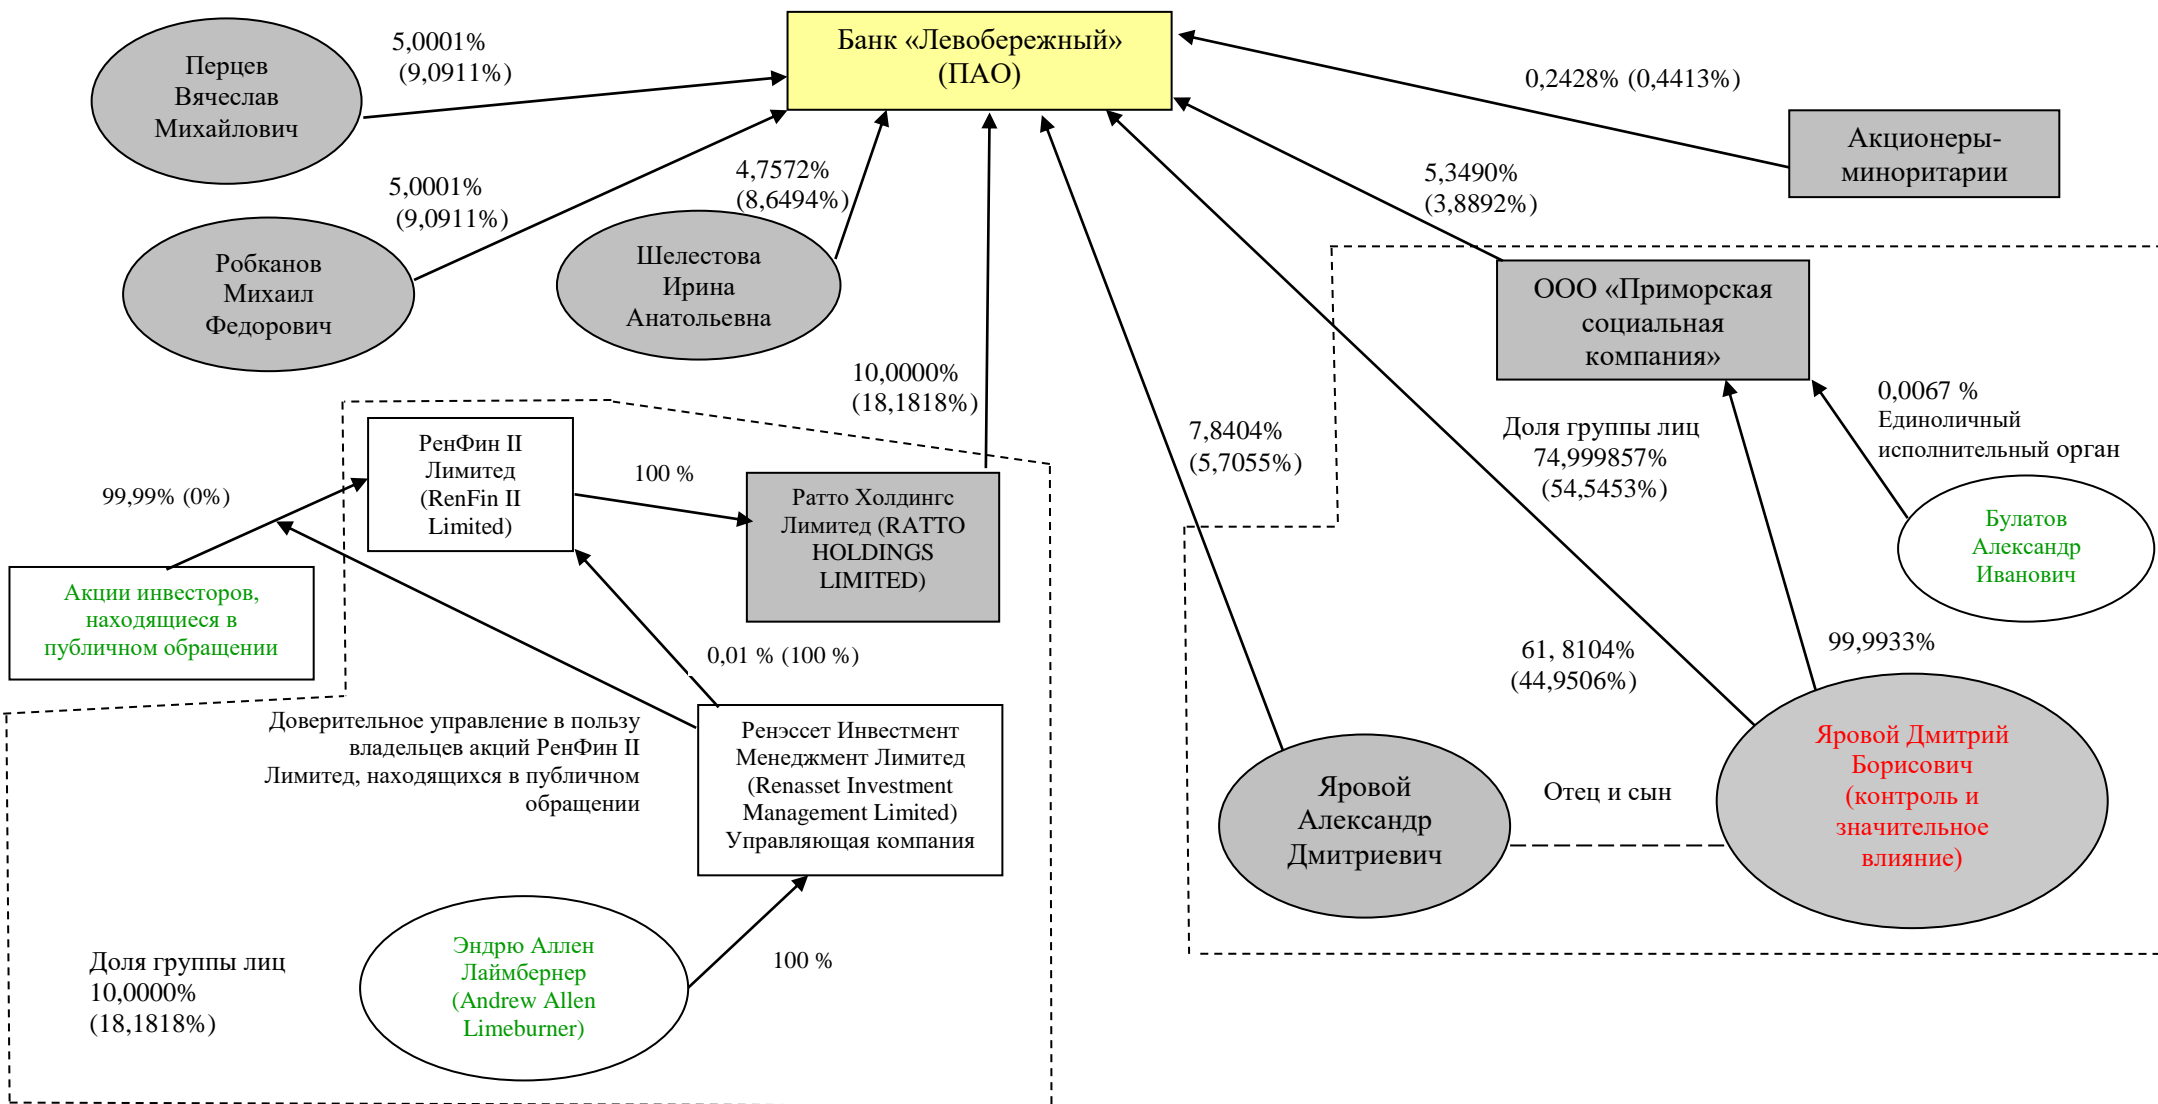 Банк «Левобережный»
(ПАО)
Перцев
Вячеслав
Михайлович
5,0001%
(9,0911%)
0,2428% (0,4413%)
Акционеры-
миноритарии
Робканов
Михаил
Федорович
5,0001%
(9,0911%)
4,7572%
(8,6494%)
Шелестова
Ирина
Анатольевна
5,3490%
(3,8892%)
ООО «Приморская
социальная
компания»
10,0000%
(18,1818%)
7,8404%
(5,7055%)
Доля группы лиц
74,999857%
(54,5453%)
0,0067 %
Единоличный
исполнительный орган
Булатов
Александр
Иванович
РенФин II
Лимитед
(RenFin II
Limited)
100 %
Ратто Холдингс
Лимитед (RATTO
HOLDINGS
LIMITED)
99,99% (0%)
Акции инвесторов,
находящиеся в
публичном обращении
0,01 % (100 %)
Доверительное управление в пользу
владельцев акций РенФин II
Лимитед, находящихся в публичном
обращении
Ренэссет Инвестмент
Менеджмент Лимитед
(Renasset Investment
Management Limited)
Управляющая компания
61, 8104%
(44,9506%)
99,9933%
Яровой
Александр
Дмитриевич
Отец и сын
Яровой Дмитрий
Борисович
(контроль и
значительное
влияние)
Доля группы лиц
10,0000%
(18,1818%)
Эндрю Аллен
Лаймбернер
(Andrew Allen
Limeburner)
100 %